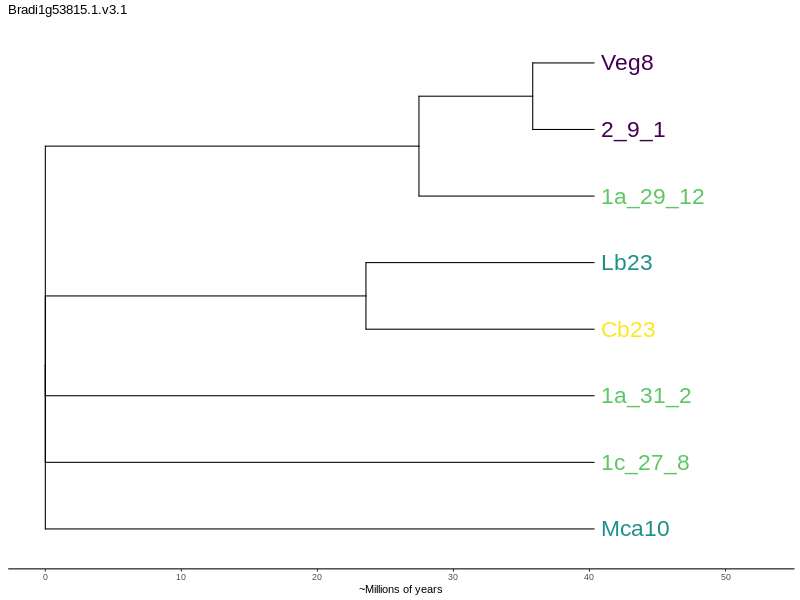 Bradi1g53815.1.v3.1
Veg8
2_9_1
1a_29_12
Lb23
Cb23
1a_31_2
1c_27_8
Mca10
0 10 20 30 40 50
~Millions of years